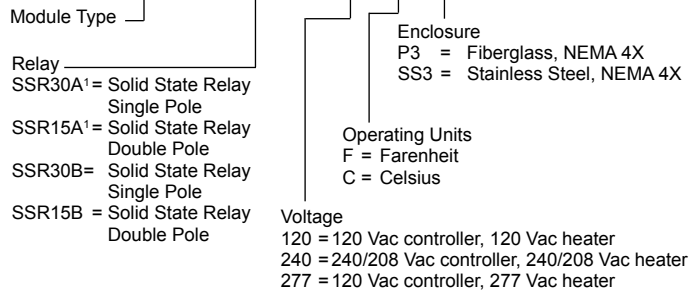 Module Type
Relay
SSR30A¹= Solid State Relay
Single Pole
SSR15A¹= Solid State Relay
Double Pole
SSR30B= Solid State Relay
Single Pole
SSR15B = Solid State Relay
Double Pole
Enclosure
P3 = Fiberglass, NEMA 4X
SS3 = Stainless Steel, NEMA 4X
Operating Units
F = Farenheit
C = Celsius
Voltage
120 = 120 Vac controller, 120 Vac heater
240 = 240/208 Vac controller, 240/208 Vac heater
277 = 120 Vac controller, 277 Vac heater